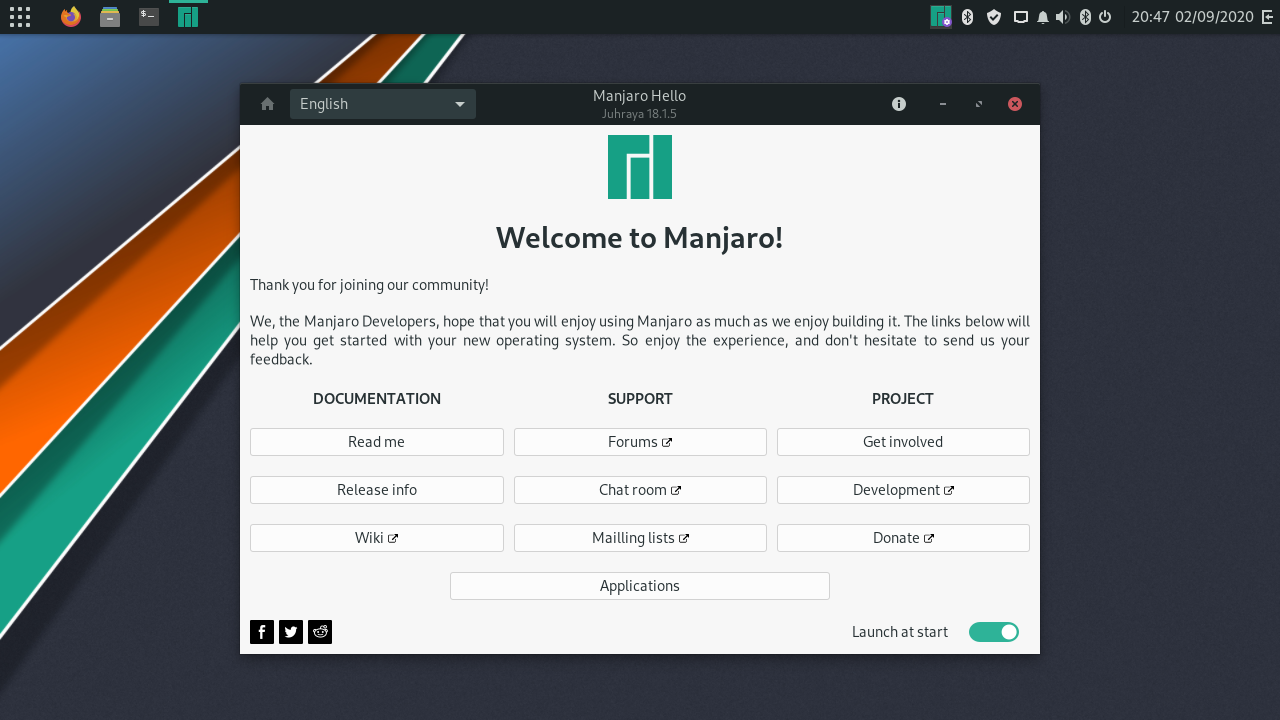 20:47 02/09/2020
English
Manjaro Hello
Juhraya 18.1.5
Welcome to Manjaro!
Thank you for joining our community!
We, the Manjaro Developers, hope that you will enjoy using Manjaro as much as we enjoy building it. The links below will
help you get started with your new operating system. So enjoy the experience, and don't hesitate to send us your
feedback.
DOCUMENTATION SUPPORT PROJECT
Read me Forums Get involved
Release info Chat room Development
Wiki Mailling lists Donate
Applications
Launch at start